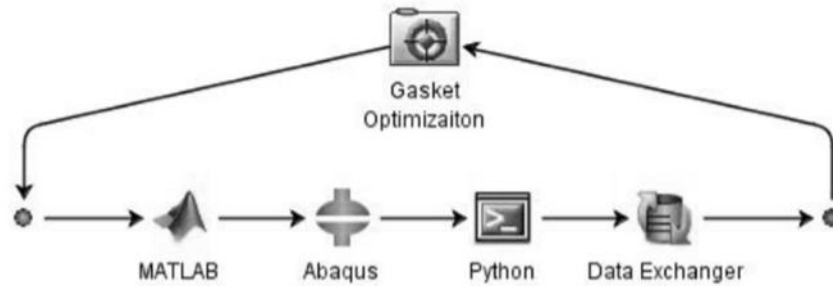 Gasket
Optimizaiton
>_
MATLAB
Abaqus
Python
Data Exchanger